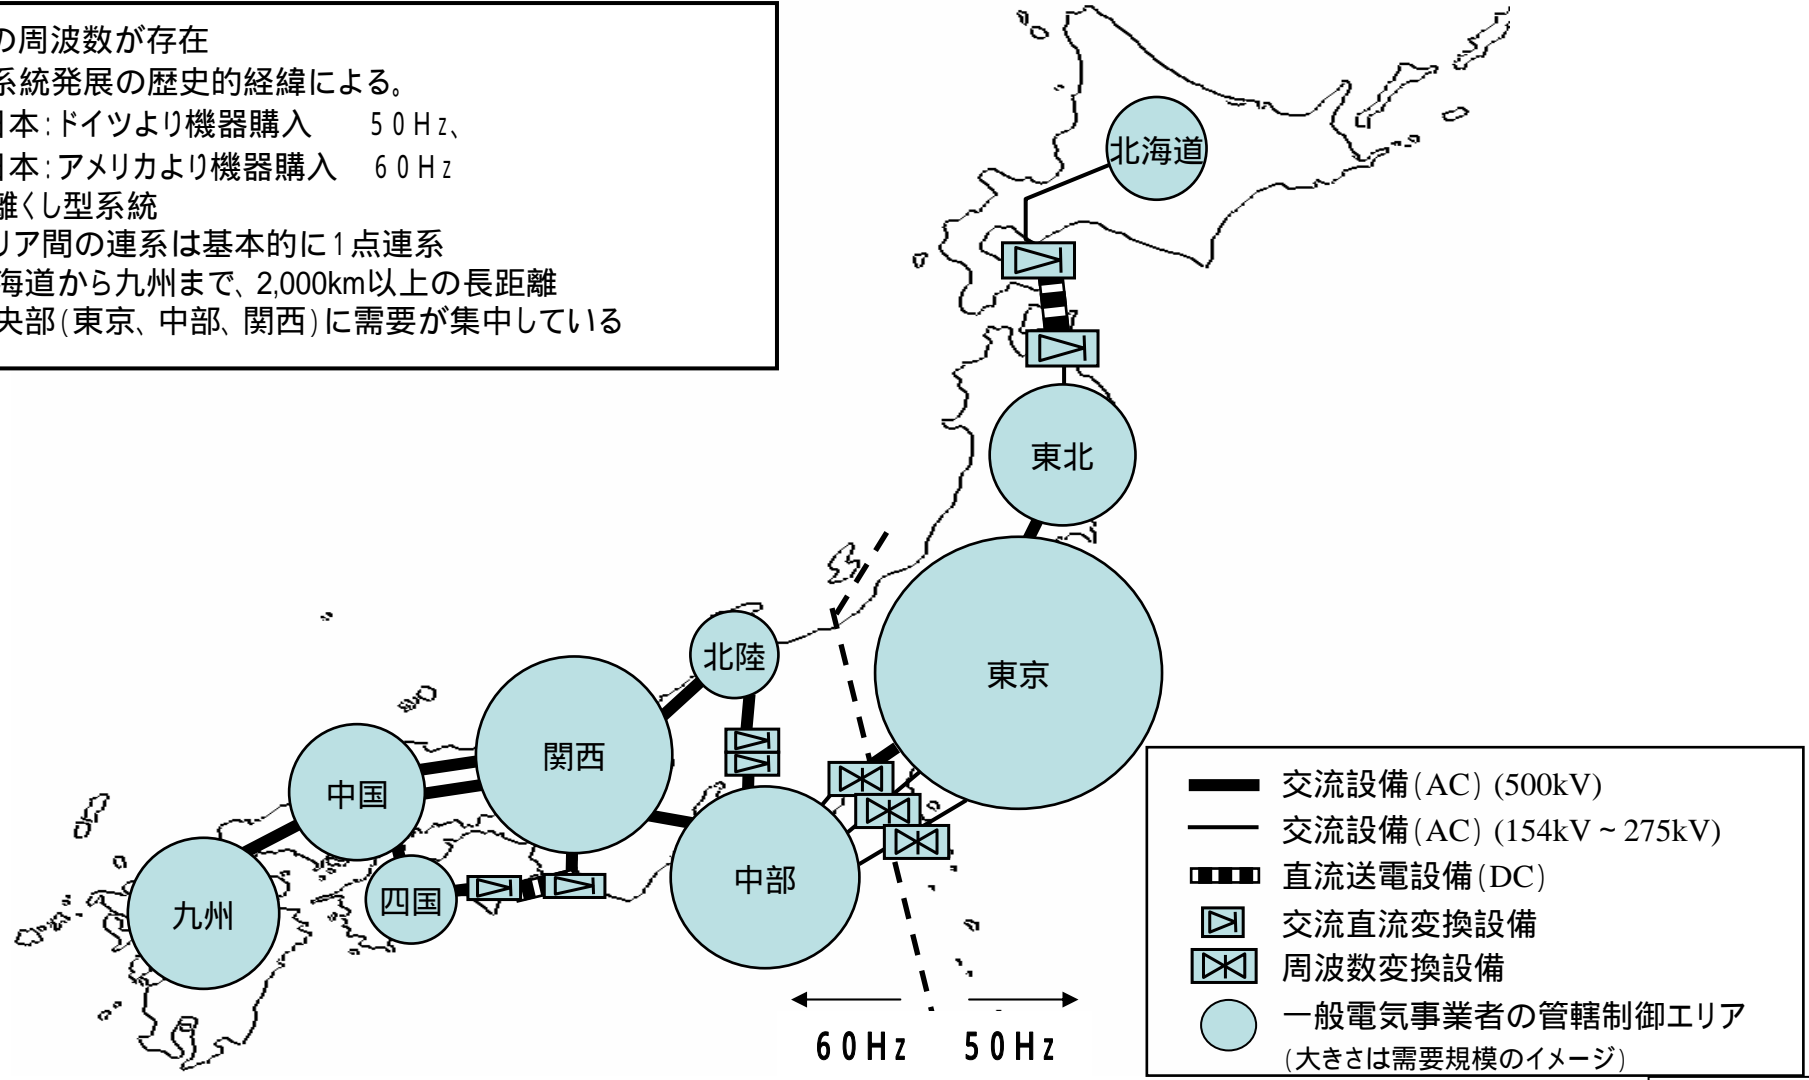 の周波数が存在
系統発展の歴史的経緯による。
日本:ドイツより機器購入 50Hz、
日本:アメリカより機器購入 60Hz
離くし型系統
リア間の連系は基本的に1点連系
海道から九州まで、2,000km以上の長距離
央部(東京、中部、関西)に需要が集中している
北海道
東北
東京
北陸
関西
中国
中部
四国
九州
60Hz 50Hz
交流設備(AC) (500kV)
交流設備(AC) (154kV ~ 275kV)
直流送電設備(DC)
交流直流変換設備
周波数変換設備
一般電気事業者の管轄制御エリア
(大きさは需要規模のイメージ)